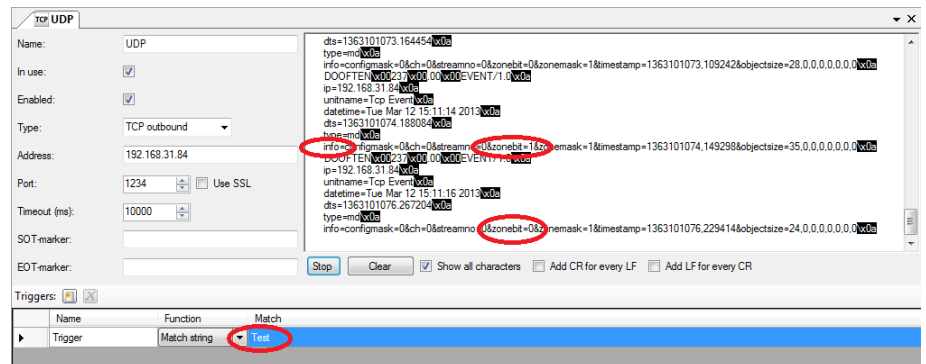 TCP UDP
Name: UDP
In use:
Enabled:
Type: TCP outbound
Address: 192.168.31.84
Port: 1234 Use SSL
Timeout (ms): 10000
SOT-marker:
EOT-marker:
dts=1363101073.164454\x0a
type=md\x0a
info=configmask=0&ch=0&streamno=0&zonebit=0&zonemask=1&timestamp=1363101073,109242&objectsize=28,0,0,0,0,0,0,0\x0a
DOOFTEN\x00237\x00,00\x00EVENT/1.0\x0a
ip=192.168.31.84\x0a
unitname=Tcp Event\x0a
datetime=Tue Mar 12 15:11:14 2013\x0a
dts=1363101074.188084\x0a
type=md\x0a
info=configmask=0&ch=0&streamno=0&zonebit=1&zonemask=1&timestamp=1363101074,149298&objectsize=35,0,0,0,0,0,0,0\x0a
DOOFTEN\x00237\x00,00\x00EVENT/1.0\x0a
ip=192.168.31.84\x0a
unitname=Tcp Event\x0a
datetime=Tue Mar 12 15:11:16 2013\x0a
dts=1363101076.267204\x0a
type=md\x0a
info=configmask=0&ch=0&streamno=0&zonebit=0&zonemask=1&timestamp=1363101076,229414&objectsize=24,0,0,0,0,0,0,0\x0a
Stop Clear Show all characters Add CR for every LF Add LF for every CR
Triggers:
Name Function Match
Trigger Match string Test